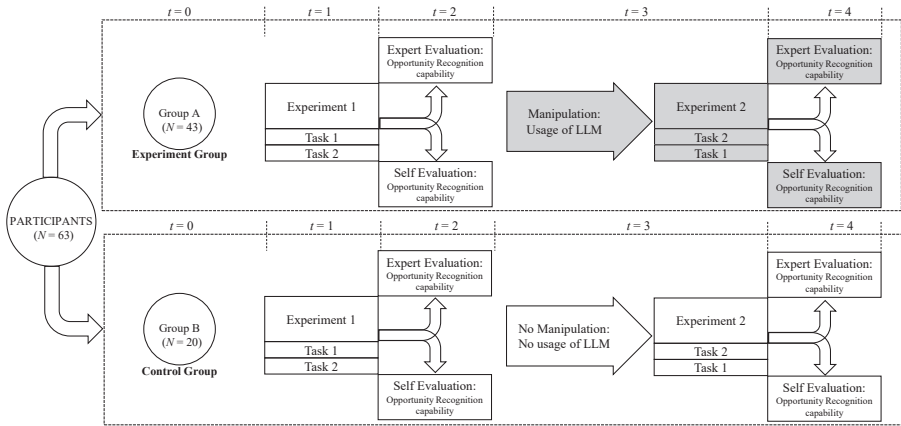 t = 0
t = 1
t = 2
t = 3
t = 4
Group A
(N = 43)
Experiment Group
Experiment 1
Task 1
Task 2
Expert Evaluation:
Opportunity Recognition
capability
Self Evaluation:
Opportunity Recognition
capability
Manipulation:
Usage of LLM
Experiment 2
Task 2
Task 1
Expert Evaluation:
Opportunity Recognition
capability
Self Evaluation:
Opportunity Recognition
capability
PARTICIPANTS
(N = 63)
t = 0
t = 1
t = 2
t = 3
t = 4
Group B
(N = 20)
Control Group
Experiment 1
Task 1
Task 2
Expert Evaluation:
Opportunity Recognition
capability
Self Evaluation:
Opportunity Recognition
capability
No Manipulation:
No usage of LLM
Experiment 2
Task 2
Task 1
Expert Evaluation:
Opportunity Recognition
capability
Self Evaluation:
Opportunity Recognition
capability